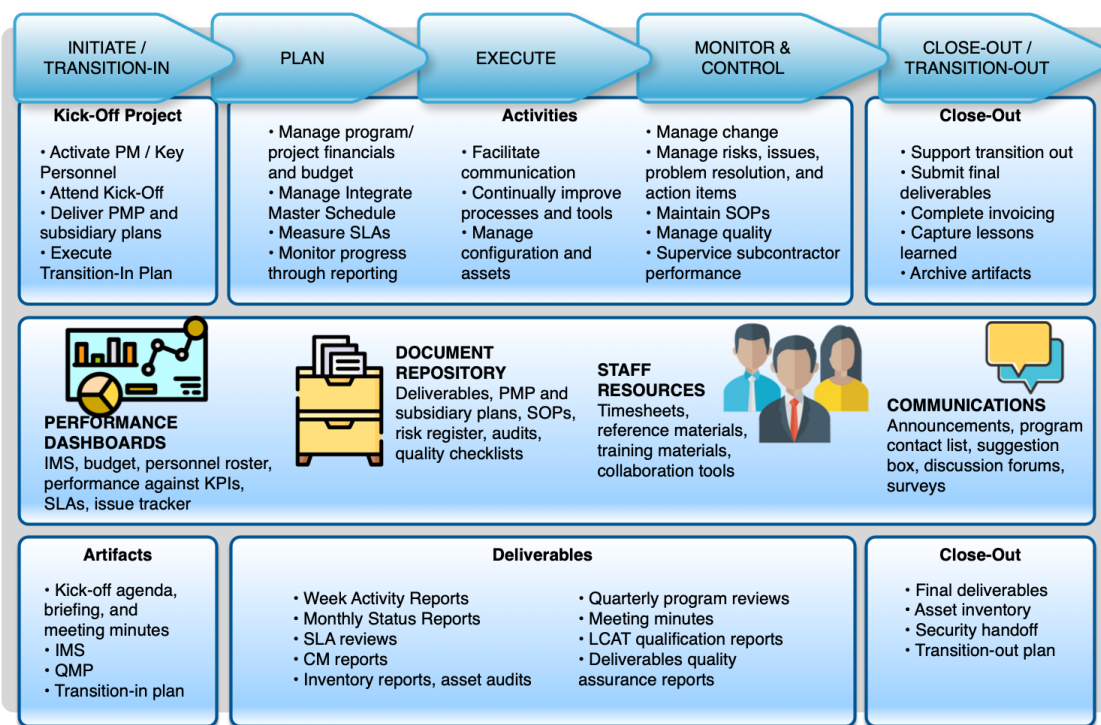 INITIATE /
TRANSITION-IN
PLAN
EXECUTE
MONITOR &
CONTROL
CLOSE-OUT /
TRANSITION-OUT
Kick-Off Project
• Activate PM / Key
Personnel
• Attend Kick-Off
• Deliver PMP and
subsidiary plans
• Execute
Transition-In Plan
Activities
• Manage program/
project financials
and budget
• Manage Integrate
Master Schedule
• Measure SLAs
• Monitor progress
through reporting
• Facilitate
communication
• Continually improve
processes and tools
• Manage
configuration and
assets
• Manage change
• Manage risks, issues,
problem resolution, and
action items
• Maintain SOPs
• Manage quality
• Supervice subcontractor
performance
Close-Out
• Support transition out
• Submit final
deliverables
• Complete invoicing
• Capture lessons
learned
• Archive artifacts
PERFORMANCE
DASHBOARDS
IMS, budget, personnel roster,
performance against KPIs,
SLAs, issue tracker
DOCUMENT
REPOSITORY
Deliverables, PMP and
subsidiary plans, SOPs,
risk register, audits,
quality checklists
STAFF
RESOURCES
Timesheets,
reference materials,
training materials,
collaboration tools
COMMUNICATIONS
Announcements, program
contact list, suggestion
box, discussion forums,
surveys
Artifacts
• Kick-off agenda,
briefing, and
meeting minutes
• IMS
• QMP
• Transition-in plan
Deliverables
• Week Activity Reports
• Monthly Status Reports
• SLA reviews
• CM reports
• Inventory reports, asset audits
• Quarterly program reviews
• Meeting minutes
• LCAT qualification reports
• Deliverables quality
assurance reports
Close-Out
• Final deliverables
• Asset inventory
• Security handoff
• Transition-out plan